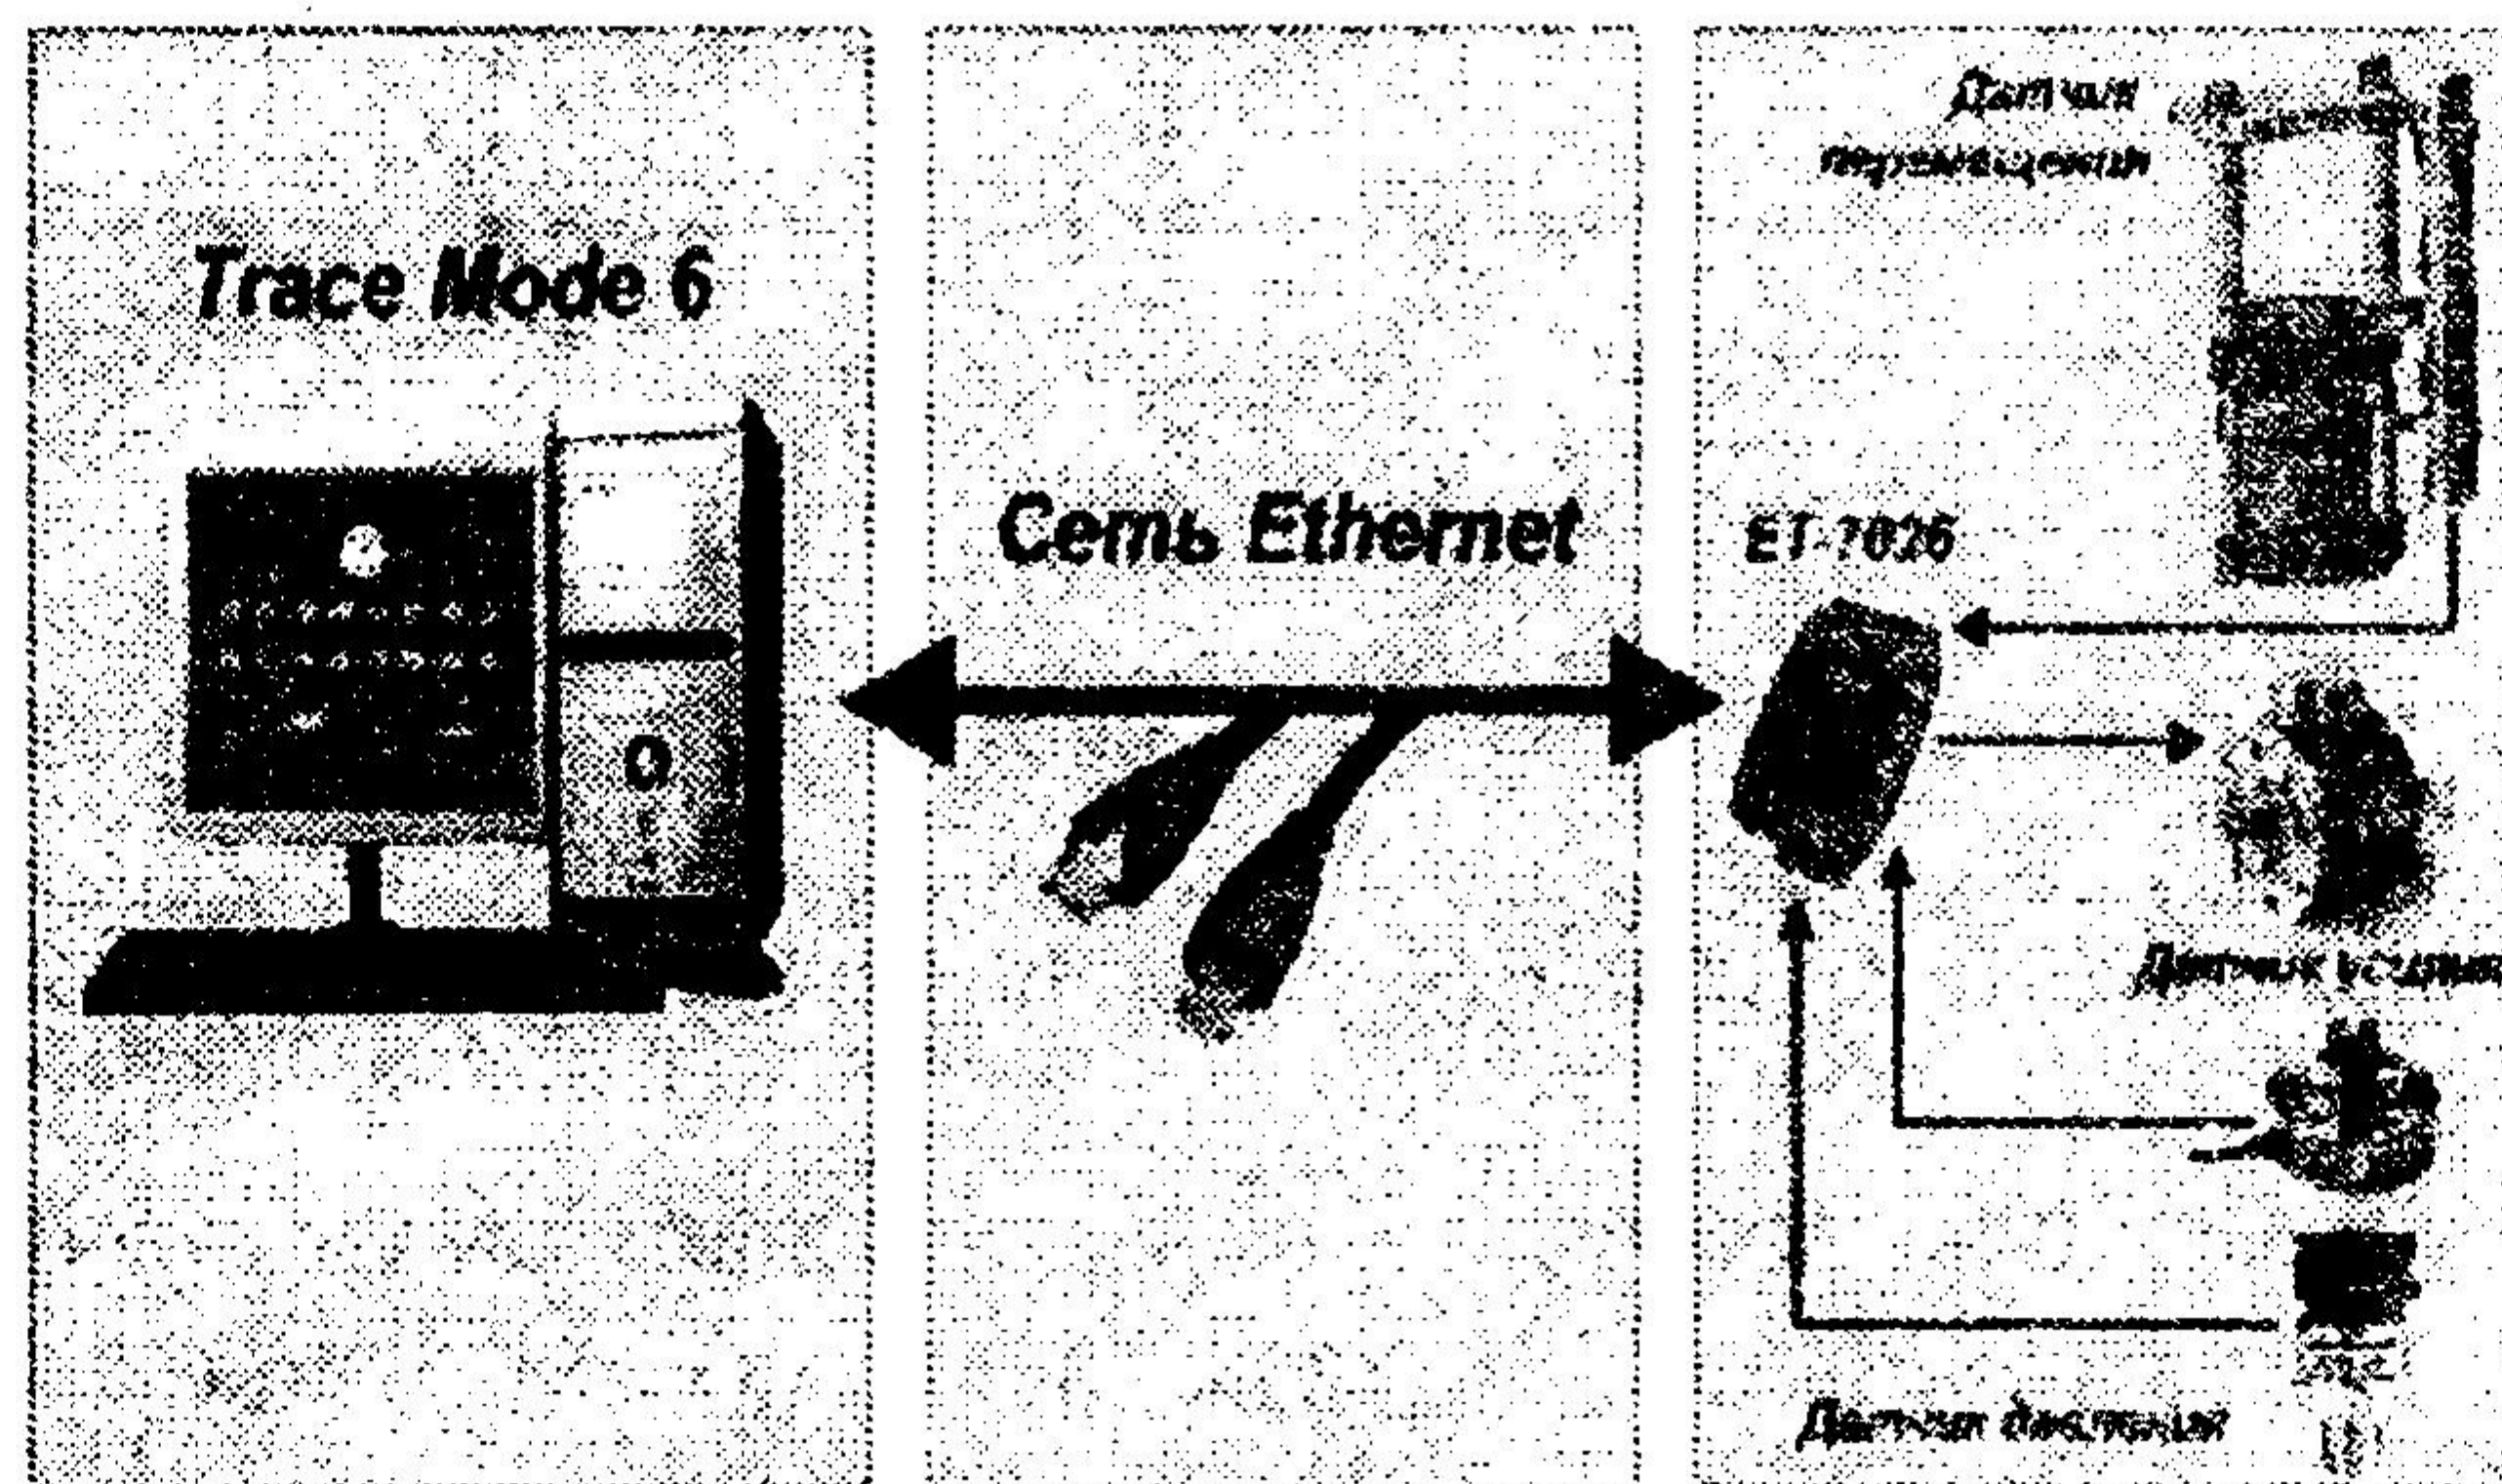 Trace Mode 6
Сеть Ethernet
Датчик
перемещения
ET-7026
Датчик усилия
Датчик давления